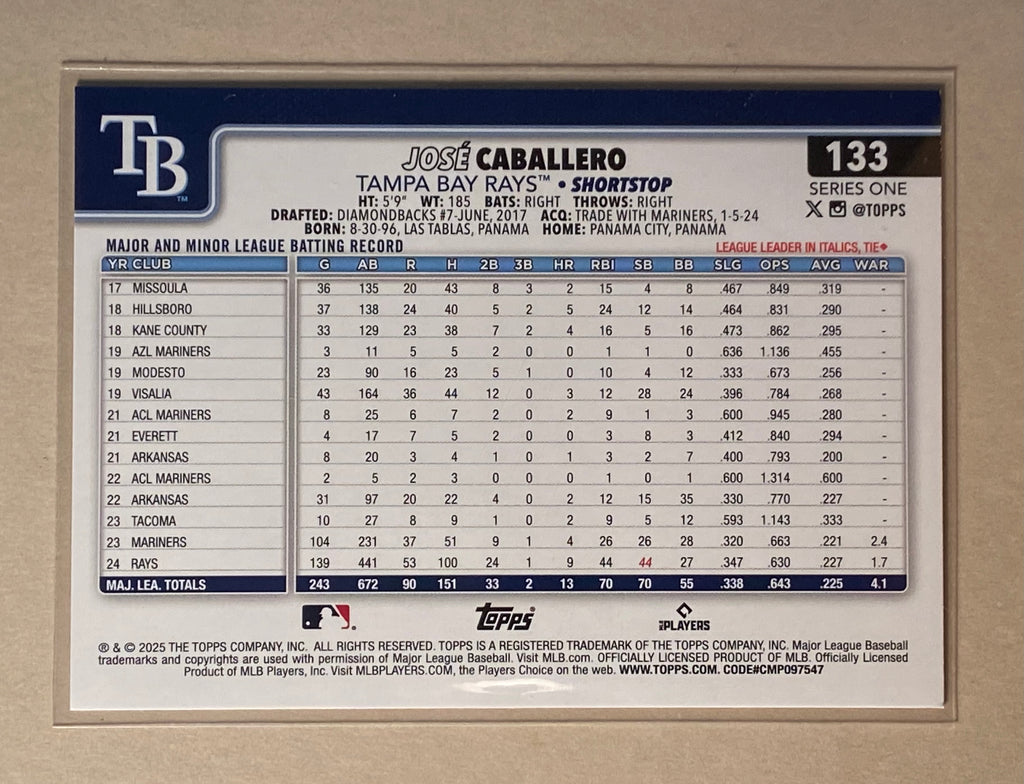 TB
TM
JOSÉ CABALLERO
133
TAMPA BAY RAYS™ • SHORTSTOP
SERIES ONE
HT: 5'9" WT: 185 BATS: RIGHT THROWS: RIGHT
X @TOPPS
DRAFTED: DIAMONDBACKS #7-JUNE, 2017 ACQ: TRADE WITH MARINERS, 1-5-24
BORN: 8-30-96, LAS TABLAS, PANAMA HOME: PANAMA CITY, PANAMA
MAJOR AND MINOR LEAGUE BATTING RECORD LEAGUE LEADER IN ITALICS, TIE◆
YR CLUB G AB R H 2B 3B HR RBI SB BB SLG OPS AVG WAR
17 MISSOULA 36 135 20 43 8 3 2 15 4 8 .467 .849 .319 -
18 HILLSBORO 37 138 24 40 5 2 5 24 12 14 .464 .831 .290 -
18 KANE COUNTY 33 129 23 38 7 2 4 16 5 16 .473 .862 .295 -
19 AZL MARINERS 3 11 5 5 2 0 0 1 1 0 .636 1.136 .455 -
19 MODESTO 23 90 16 23 5 1 0 10 4 12 .333 .673 .256 -
19 VISALIA 43 164 36 44 12 0 3 12 28 24 .396 .784 .268 -
21 ACL MARINERS 8 25 6 7 2 0 2 9 1 3 .600 .945 .280 -
21 EVERETT 4 17 7 5 2 0 0 3 8 3 .412 .840 .294 -
21 ARKANSAS 8 20 3 4 1 0 1 3 2 7 .400 .793 .200 -
22 ACL MARINERS 2 5 2 3 0 0 0 1 0 1 .600 1.314 .600 -
22 ARKANSAS 31 97 20 22 4 0 2 12 15 35 .330 .770 .227 -
23 TACOMA 10 27 8 9 1 0 2 9 5 12 .593 1.143 .333 -
23 MARINERS 104 231 37 51 9 1 4 26 26 28 .320 .663 .221 2.4
24 RAYS 139 441 53 100 24 1 9 44 44 27 .347 .630 .227 1.7
MAJ. LEA. TOTALS 243 672 90 151 33 2 13 70 70 55 .338 .643 .225 4.1
Topps
PLAYERS
® & © 2025 THE TOPPS COMPANY, INC. ALL RIGHTS RESERVED. TOPPS IS A REGISTERED TRADEMARK OF THE TOPPS COMPANY, INC. Major League Baseball
trademarks and copyrights are used with permission of Major League Baseball. Visit MLB.com. OFFICIALLY LICENSED PRODUCT OF MLB. Officially Licensed
Product of MLB Players, Inc. Visit MLBPLAYERS.COM, the Players Choice on the web. WWW.TOPPS.COM. CODE#CMP097547